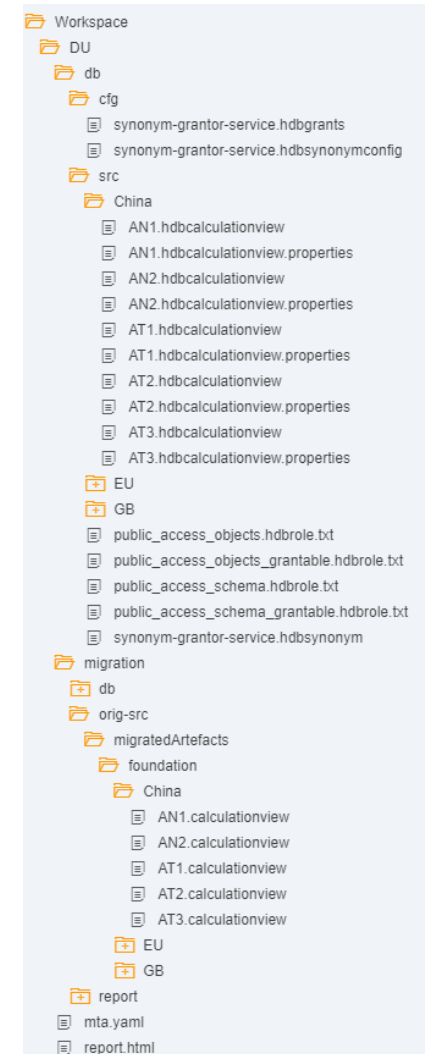 Workspace
DU
db
cfg
synonym-grantor-service.hdbgrants
synonym-grantor-service.hdbsynonymconfig
src
China
AN1.hdbcalculationview
AN1.hdbcalculationview.properties
AN2.hdbcalculationview
AN2.hdbcalculationview.properties
AT1.hdbcalculationview
AT1.hdbcalculationview.properties
AT2.hdbcalculationview
AT2.hdbcalculationview.properties
AT3.hdbcalculationview
AT3.hdbcalculationview.properties
EU
GB
public_access_objects.hdbrole.txt
public_access_objects_grantable.hdbrole.txt
public_access_schema.hdbrole.txt
public_access_schema_grantable.hdbrole.txt
synonym-grantor-service.hdbsynonym
migration
db
orig-src
migratedArtefacts
foundation
China
AN1.calculationview
AN2.calculationview
AT1.calculationview
AT2.calculationview
AT3.calculationview
EU
GB
report
mta.yaml
report.html